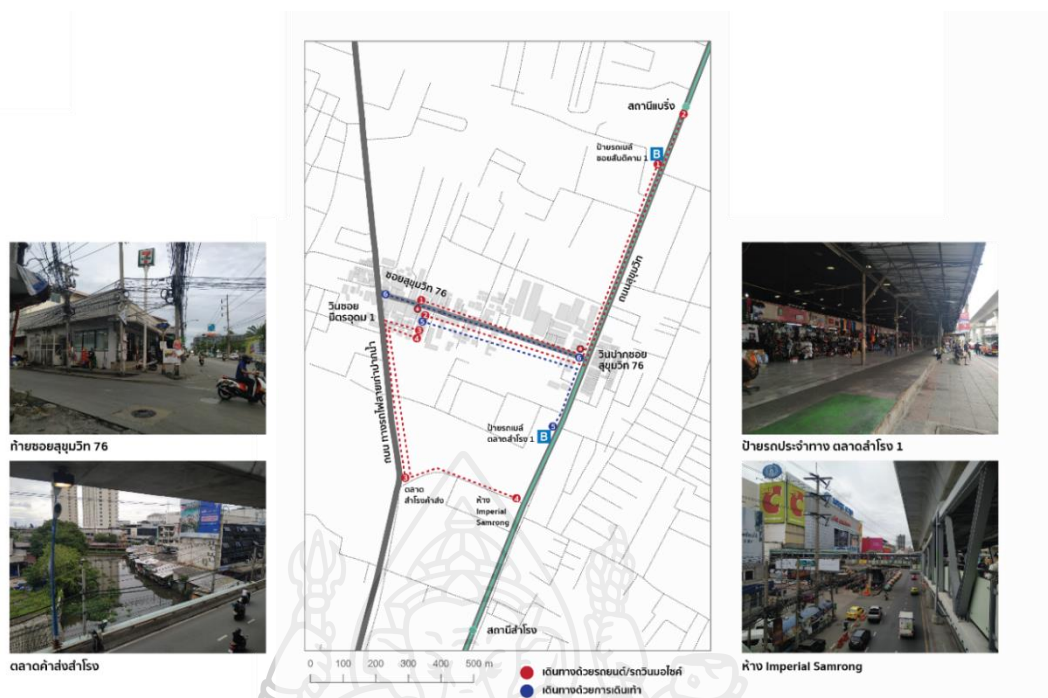 สถานีแบริ่ง
ป้ายรถเมล์
ซอยสันติคาม 1
B
ถนนสุขุมวิท
ซอยสุขุมวิท 76
วินซอย
มิตรอุดม 1
วินปากซอย
สุขุมวิท 76
ถนน ทางรถไฟสายเก่าปากน้ำ
ป้ายรถเมล์
ตลาดสำโรง 1
B
ตลาด
สำโรงค้าส่ง
ห้าง
Imperial
Samrong
สถานีสำโรง
0 100 200 300 400 500 m
เดินทางด้วยรถยนต์/รถวินมอไซค์
เดินทางด้วยการเดินเท้า
ท้ายซอยสุขุมวิท 76
ตลาดค้าส่งสำโรง
ป้ายรถประจำทาง ตลาดสำโรง 1
ห้าง Imperial Samrong